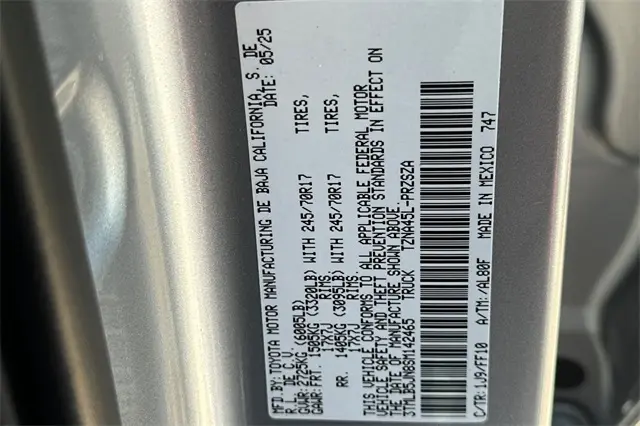 MFD.BY:TOYOTA MOTOR MANUFACTURING DE BAJA CALIFORNIA, S. DE
R.L. DE C.V. DATE: 05/25
GVWR:2725KG(6005LB)
GAWR:FRT. 1505KG (3320LB) WITH 245/70R17 TIRES,
17X7J RIMS,
RR. 1405KG (3095LB) WITH 245/70R17 TIRES,
17X7J RIMS.
THIS VEHICLE CONFORMS TO ALL APPLICABLE FEDERAL MOTOR
VEHICLE SAFETY AND THEFT PREVENTION STANDARDS IN EFFECT ON
THE DATE OF MANUFACTURE SHOWN ABOVE.
3TMLB5JN8SM142465 TRUCK TZNA45L-PRZSZA
C/TR:1J9/FF10 A/TM:/AL80F MADE IN MEXICO 747